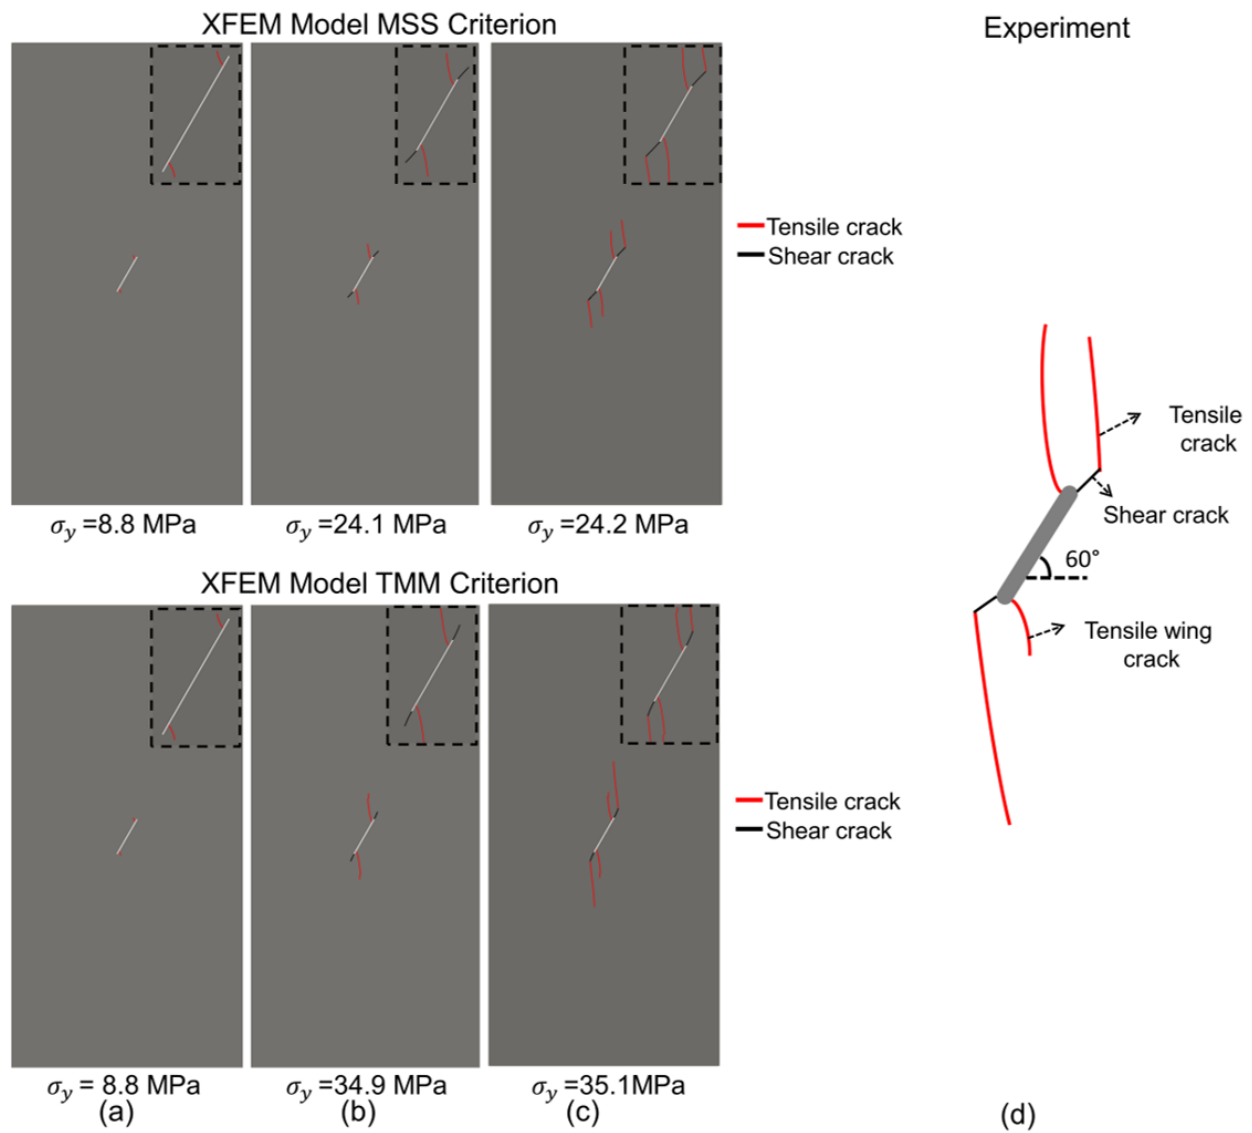 XFEM Model MSS Criterion
Experiment
Tensile crack
Shear crack
σy =8.8 MPa
σy =24.1 MPa
σy =24.2 MPa
XFEM Model TMM Criterion
Tensile crack
Shear crack
σy = 8.8 MPa
σy =34.9 MPa
σy =35.1MPa
(a)
(b)
(c)
Tensile
crack
Shear crack
60°
Tensile wing
crack
(d)